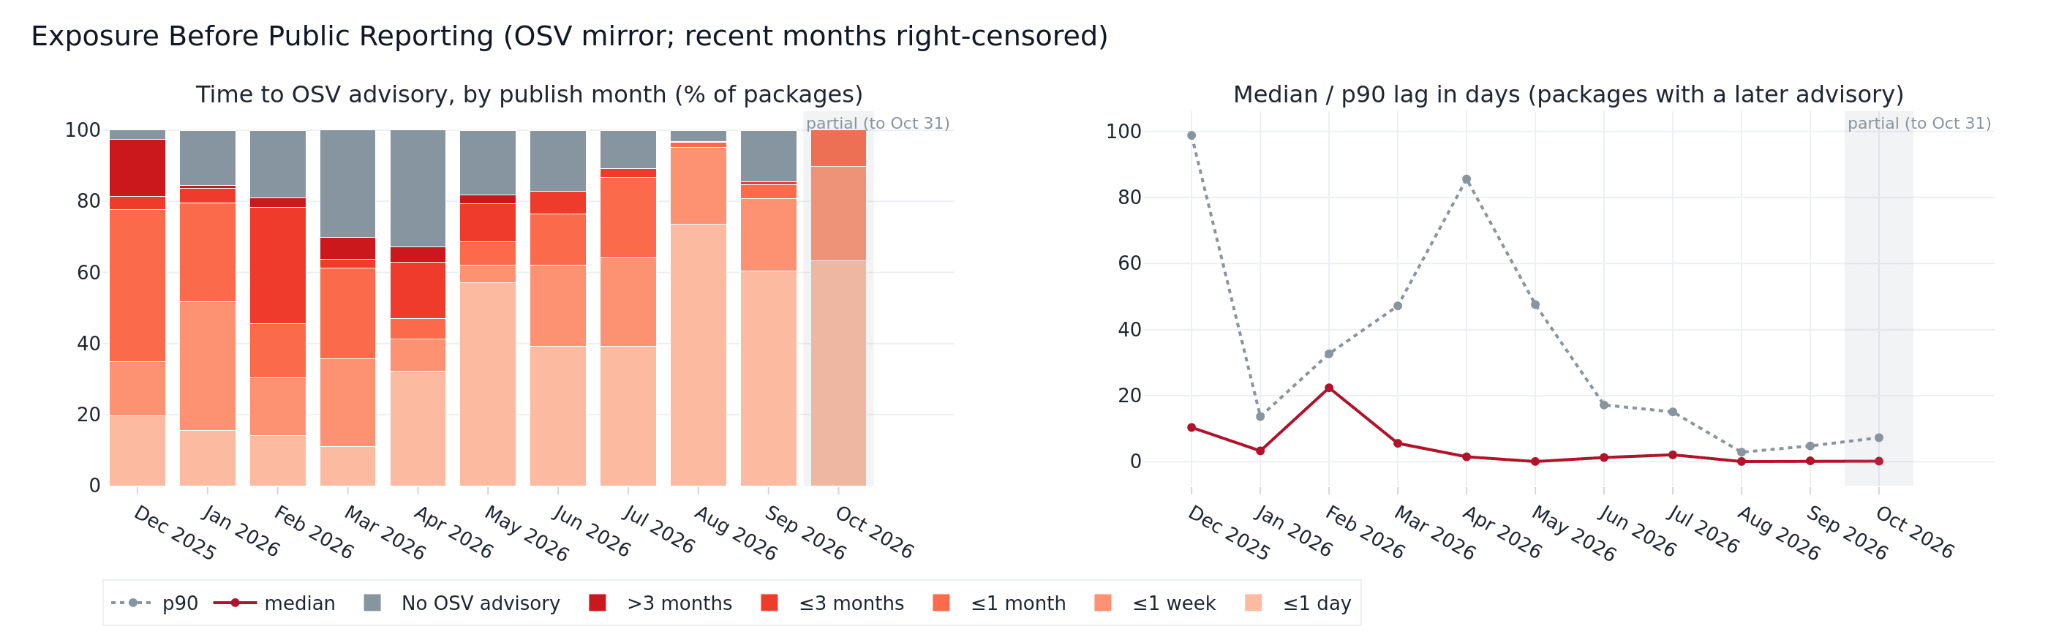 Exposure Before Public Reporting (OSV mirror; recent months right-censored)
Time to OSV advisory, by publish month (% of packages)
partial (to Oct 31)
100
80
60
40
20
0
Dec 2025
Jan 2026
Feb 2026
Mar 2026
Apr 2026
May 2026
Jun 2026
Jul 2026
Aug 2026
Sep 2026
Oct 2026
Median / p90 lag in days (packages with a later advisory)
partial (to Oct 31)
100
80
60
40
20
0
Dec 2025
Jan 2026
Feb 2026
Mar 2026
Apr 2026
May 2026
Jun 2026
Jul 2026
Aug 2026
Sep 2026
Oct 2026
p90 median No OSV advisory >3 months ≤3 months ≤1 month ≤1 week ≤1 day